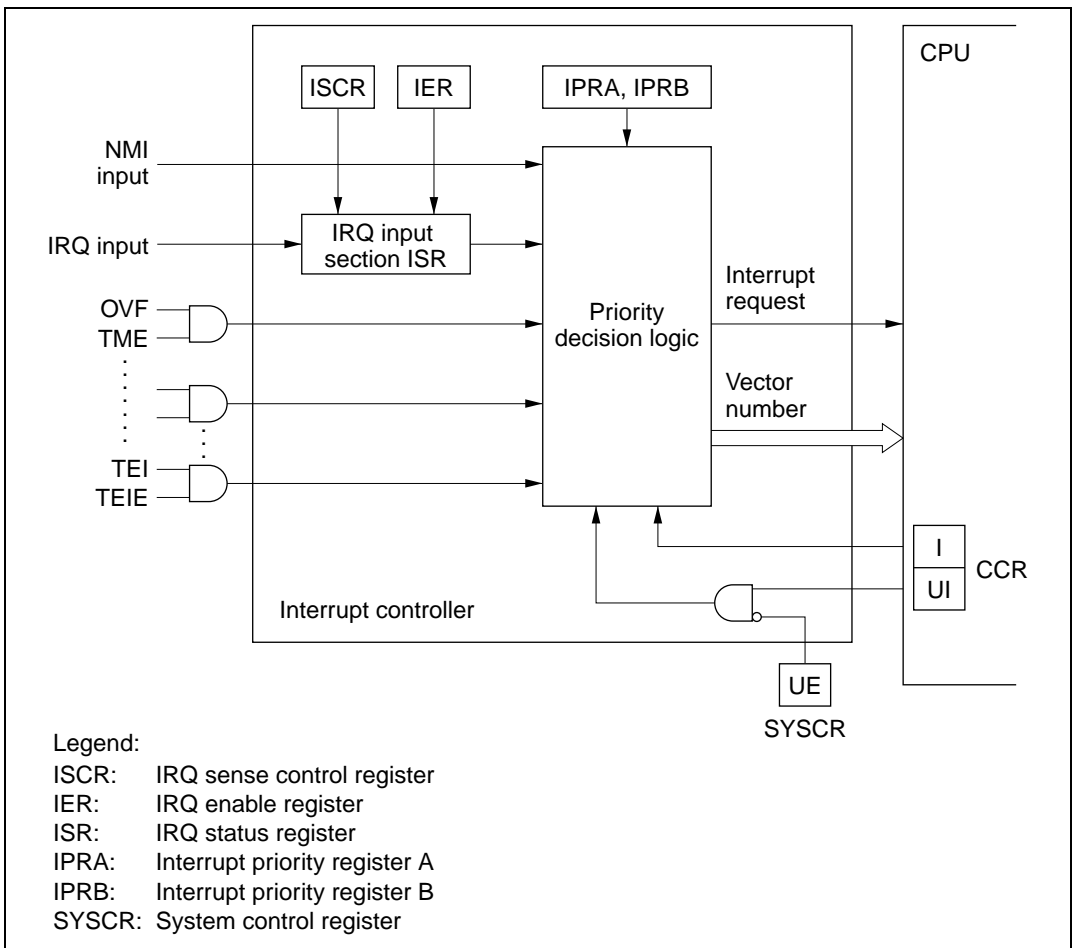 CPU
ISCR
IER
IPRA, IPRB
NMI
input
IRQ input
IRQ input
section ISR
OVF
TME
Priority
decision logic
Interrupt
request
Vector
number
TEI
TEIE
I
UI
CCR
Interrupt controller
UE
SYSCR
Legend:
ISCR: IRQ sense control register
IER: IRQ enable register
ISR: IRQ status register
IPRA: Interrupt priority register A
IPRB: Interrupt priority register B
SYSCR: System control register